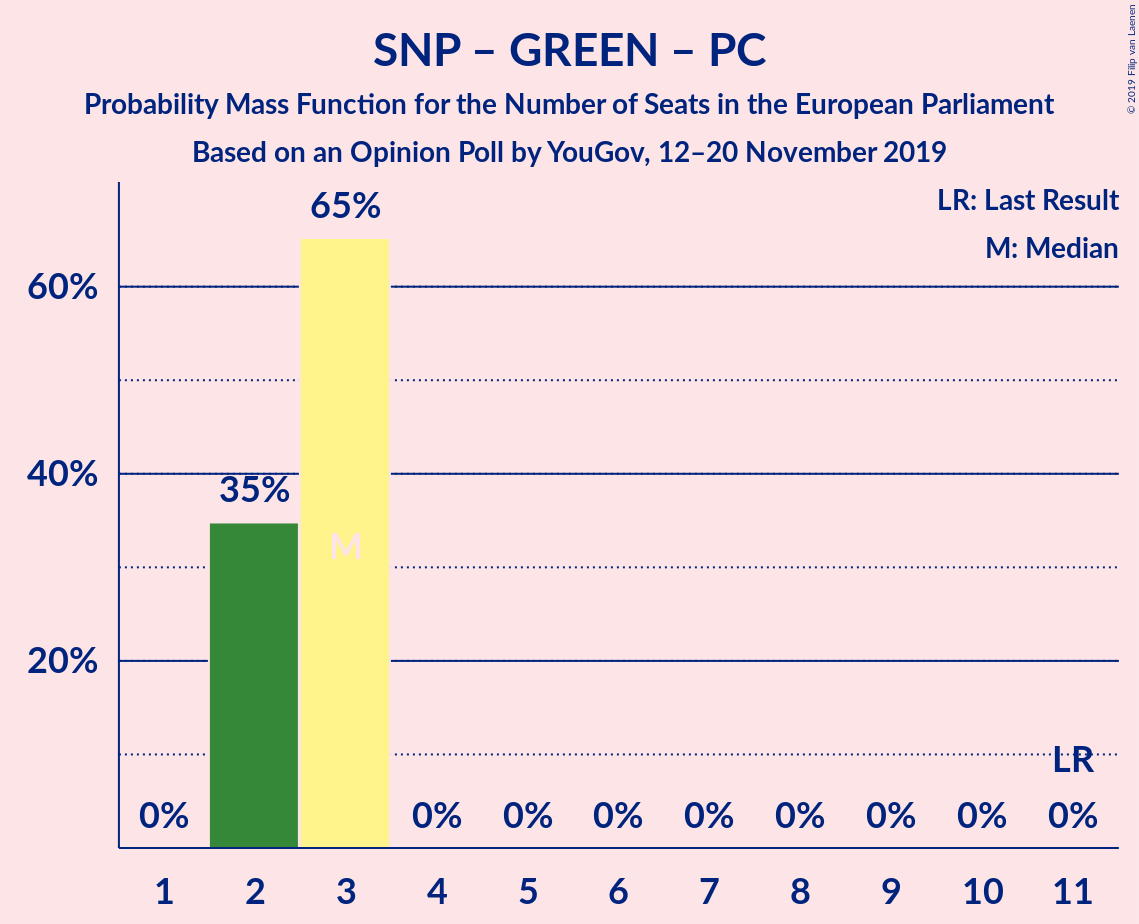 SNP – GREEN – PC
Probability Mass Function for the Number of Seats in the European Parliament
Based on an Opinion Poll by YouGov, 12–20 November 2019
© 2019 Filip van Laenen
LR: Last Result
M: Median
65%
60%
40%
35%
M
20%
LR
0% 0% 0% 0% 0% 0% 0% 0% 0%
1 2 3 4 5 6 7 8 9 10 11